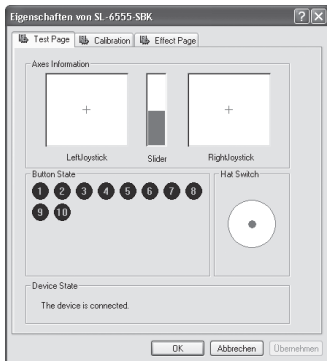 Eigenschaften von SL-6555-SBK
Test Page Calibration Effect Page
Axes Information
LeftJoystick Slider RightJoystick
Button State Hat Switch
1 2 3 4 5 6 7 8
9 10
Device State
The device is connected.
OK Abbrechen Übernehmen